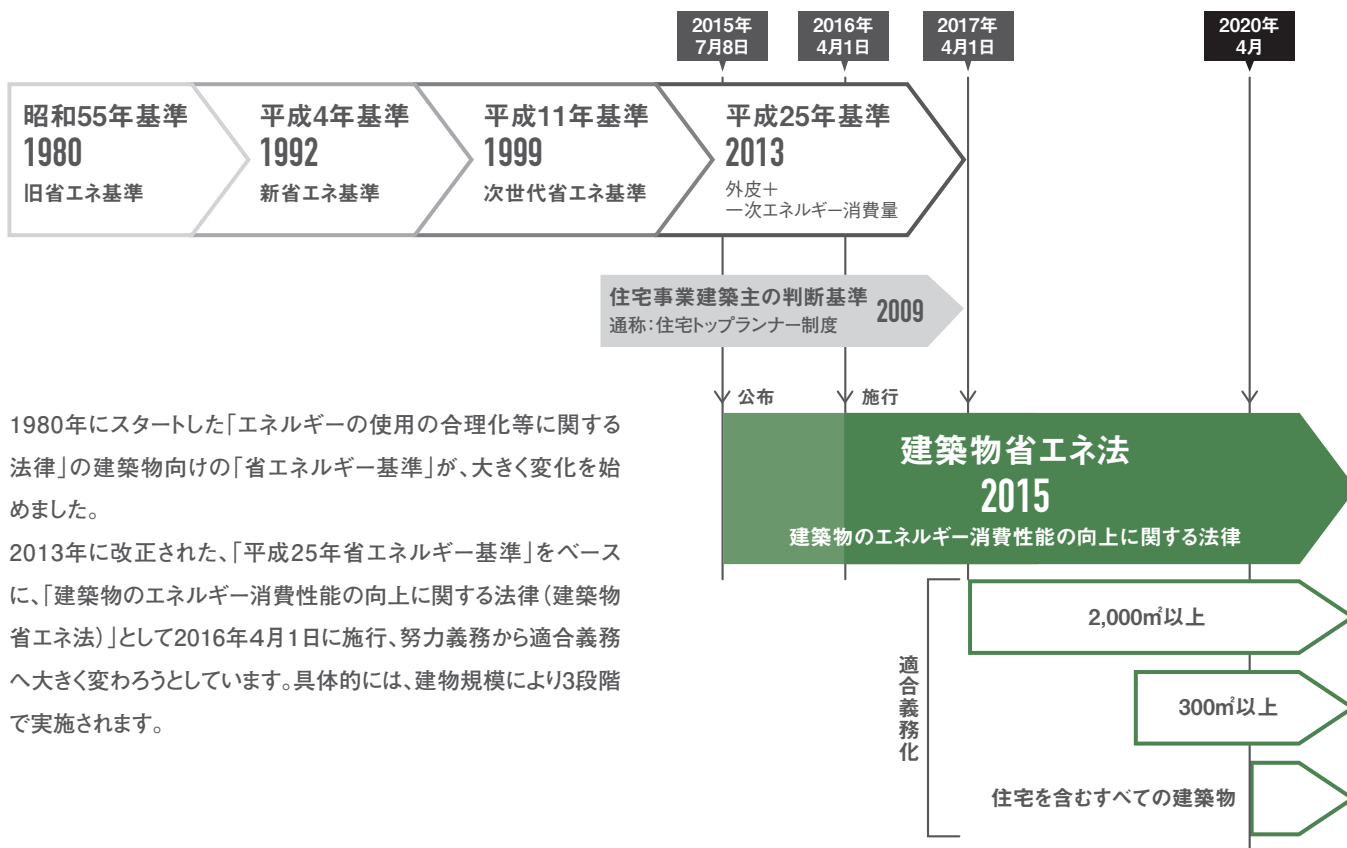 2015年
7月8日
2016年
4月1日
2017年
4月1日
2020年
4月
昭和55年基準
1980
旧省エネ基準
平成4年基準
1992
新省エネ基準
平成11年基準
1999
次世代省エネ基準
平成25年基準
2013
外皮＋
一次エネルギー消費量
住宅事業建築主の判断基準
通称：住宅トップランナー制度
2009
公布
施行
1980年にスタートした「エネルギーの使用の合理化等に関する
法律」の建築物向けの「省エネルギー基準」が、大きく変化を始
めました。
2013年に改正された、「平成25年省エネルギー基準」をベース
に、「建築物のエネルギー消費性能の向上に関する法律（建築物
省エネ法）」として2016年4月1日に施行、努力義務から適合義務
へ大きく変わろうとしています。具体的には、建物規模により3段階
で実施されます。
建築物省エネ法
2015
建築物のエネルギー消費性能の向上に関する法律
適合義務化
2,000㎡以上
300㎡以上
住宅を含むすべての建築物